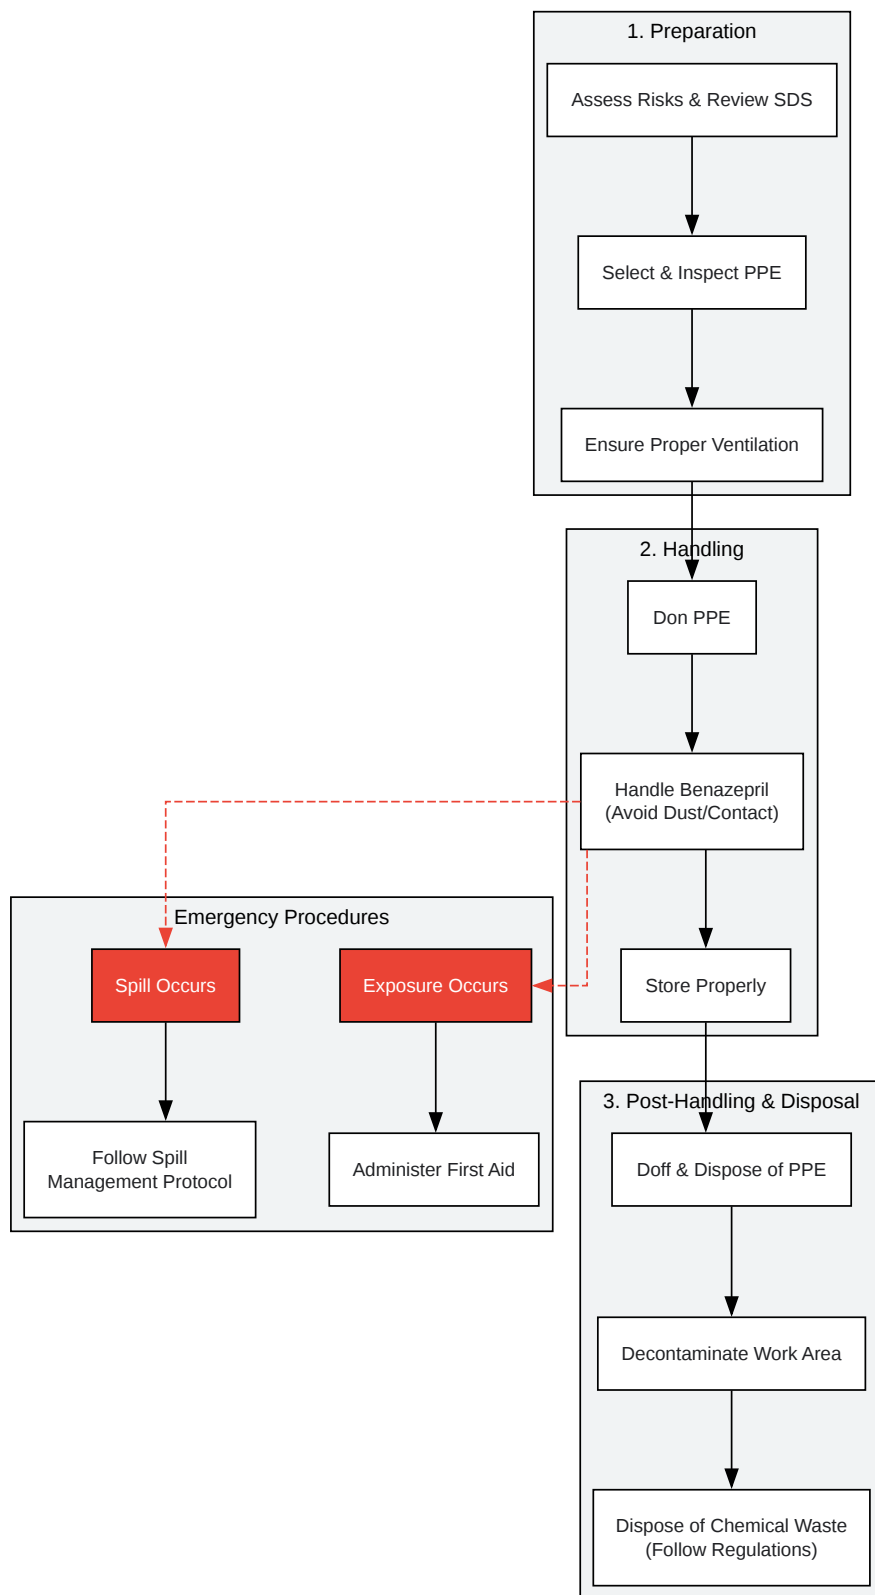 1. Preparation
Assess Risks & Review SDS
Select & Inspect PPE
Ensure Proper Ventilation
2. Handling
Don PPE
Handle Benazepril
(Avoid Dust/Contact)
Store Properly
Emergency Procedures
Spill Occurs
Exposure Occurs
Follow Spill
Management Protocol
Administer First Aid
3. Post-Handling & Disposal
Doff & Dispose of PPE
Decontaminate Work Area
Dispose of Chemical Waste
(Follow Regulations)